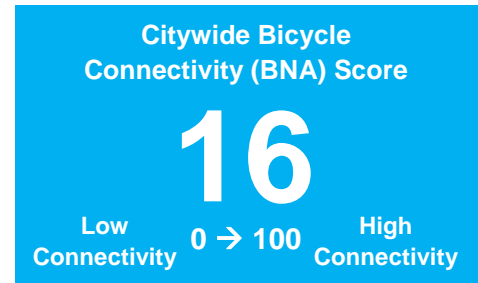 Citywide Bicycle
Connectivity (BNA) Score
16
Low
Connectivity
0 → 100
High
Connectivity